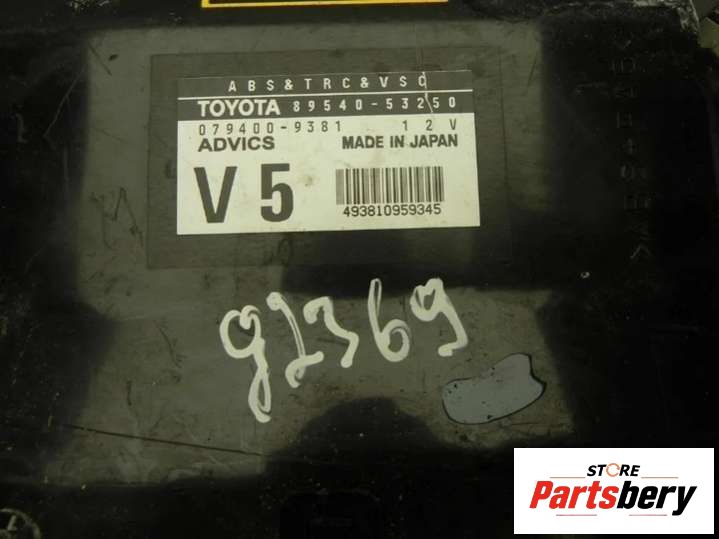 ABS&TRC&VSC
TOYOTA 89540-53250
079400-9381 12V
ADVICS MADE IN JAPAN
V5
493810959345
92369
STORE
Partsbery